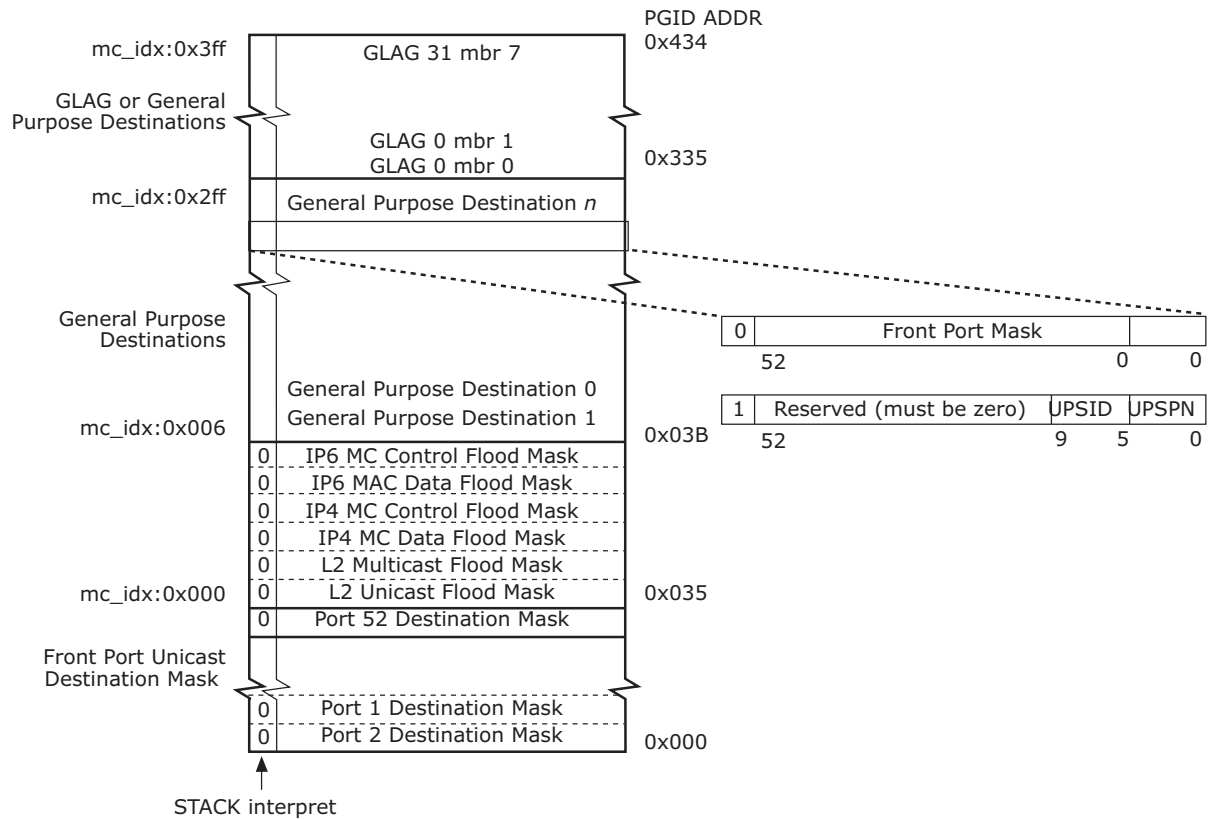 PGID ADDR
mc_idx:0x3ff
GLAG 31 mbr 7
0x434
GLAG or General
Purpose Destinations
GLAG 0 mbr 1
GLAG 0 mbr 0
0x335
mc_idx:0x2ff
General Purpose Destination n
General Purpose
Destinations
0 Front Port Mask
52 0 0
General Purpose Destination 0
General Purpose Destination 1
1 Reserved (must be zero) UPSID UPSPN
52 9 5 0
mc_idx:0x006
0x03B
0 IP6 MC Control Flood Mask
0 IP6 MAC Data Flood Mask
0 IP4 MC Control Flood Mask
0 IP4 MC Data Flood Mask
0 L2 Multicast Flood Mask
mc_idx:0x000
0 L2 Unicast Flood Mask
0x035
0 Port 52 Destination Mask
Front Port Unicast
Destination Mask
0 Port 1 Destination Mask
0 Port 2 Destination Mask
0x000
STACK interpret